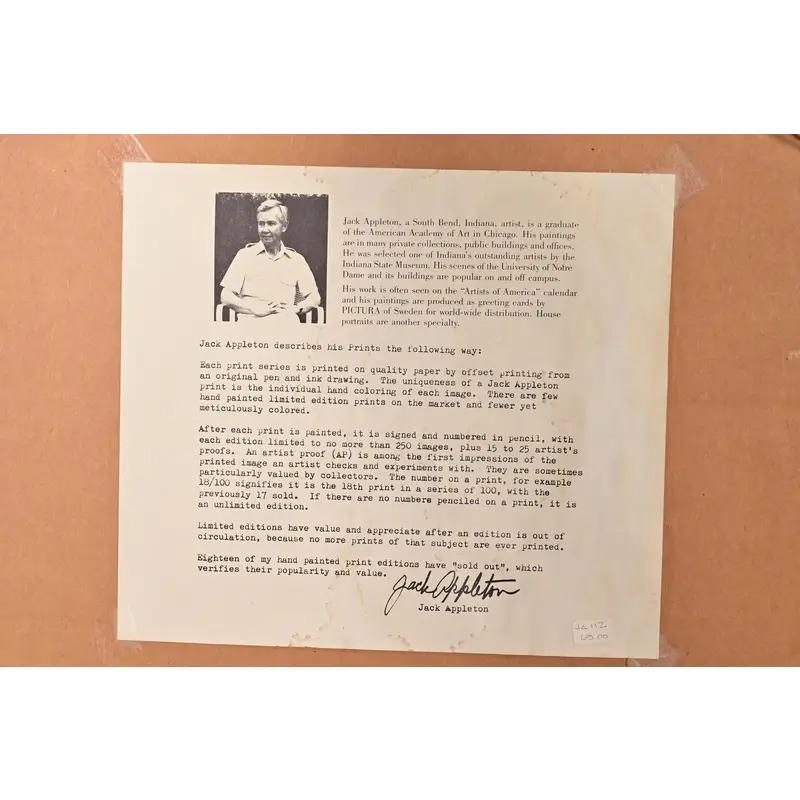 Jack Appleton, a South Bend, Indiana, artist, is a graduate
of the American Academy of Art in Chicago. His paintings
are in many private collections, public buildings and offices.
He was selected one of Indiana's outstanding artists by the
Indiana State Museum. His scenes of the University of Notre
Dame and its buildings are popular on and off campus.
His work is often seen on the "Artists of America" calendar
and his paintings are produced as greeting cards by
PICTURA of Sweden for world-wide distribution. House
portraits are another specialty.
Jack Appleton describes his Prints the following way:
Each print series is printed on quality paper by offset printing from
an original pen and ink drawing. The uniqueness of a Jack Appleton
print is the individual hand coloring of each image. There are few
hand painted limited edition prints on the market and fewer yet
meticulously colored.
After each print is painted, it is signed and numbered in pencil, with
each edition limited to no more than 250 images, plus 15 to 25 artist's
proofs. An artist proof (AP) is among the first impressions of the
printed image an artist checks and experiments with. They are sometimes
particularly valued by collectors. The number on a print, for example
18/100 signifies it is the 18th print in a series of 100, with the
previously 17 sold. If there are no numbers penciled on a print, it is
an unlimited edition.
Limited editions have value and appreciate after an edition is out of
circulation, because no more prints of that subject are ever printed.
Eighteen of my hand painted print editions have "sold out", which
verifies their popularity and value.
Jack Appleton
Jack Appleton